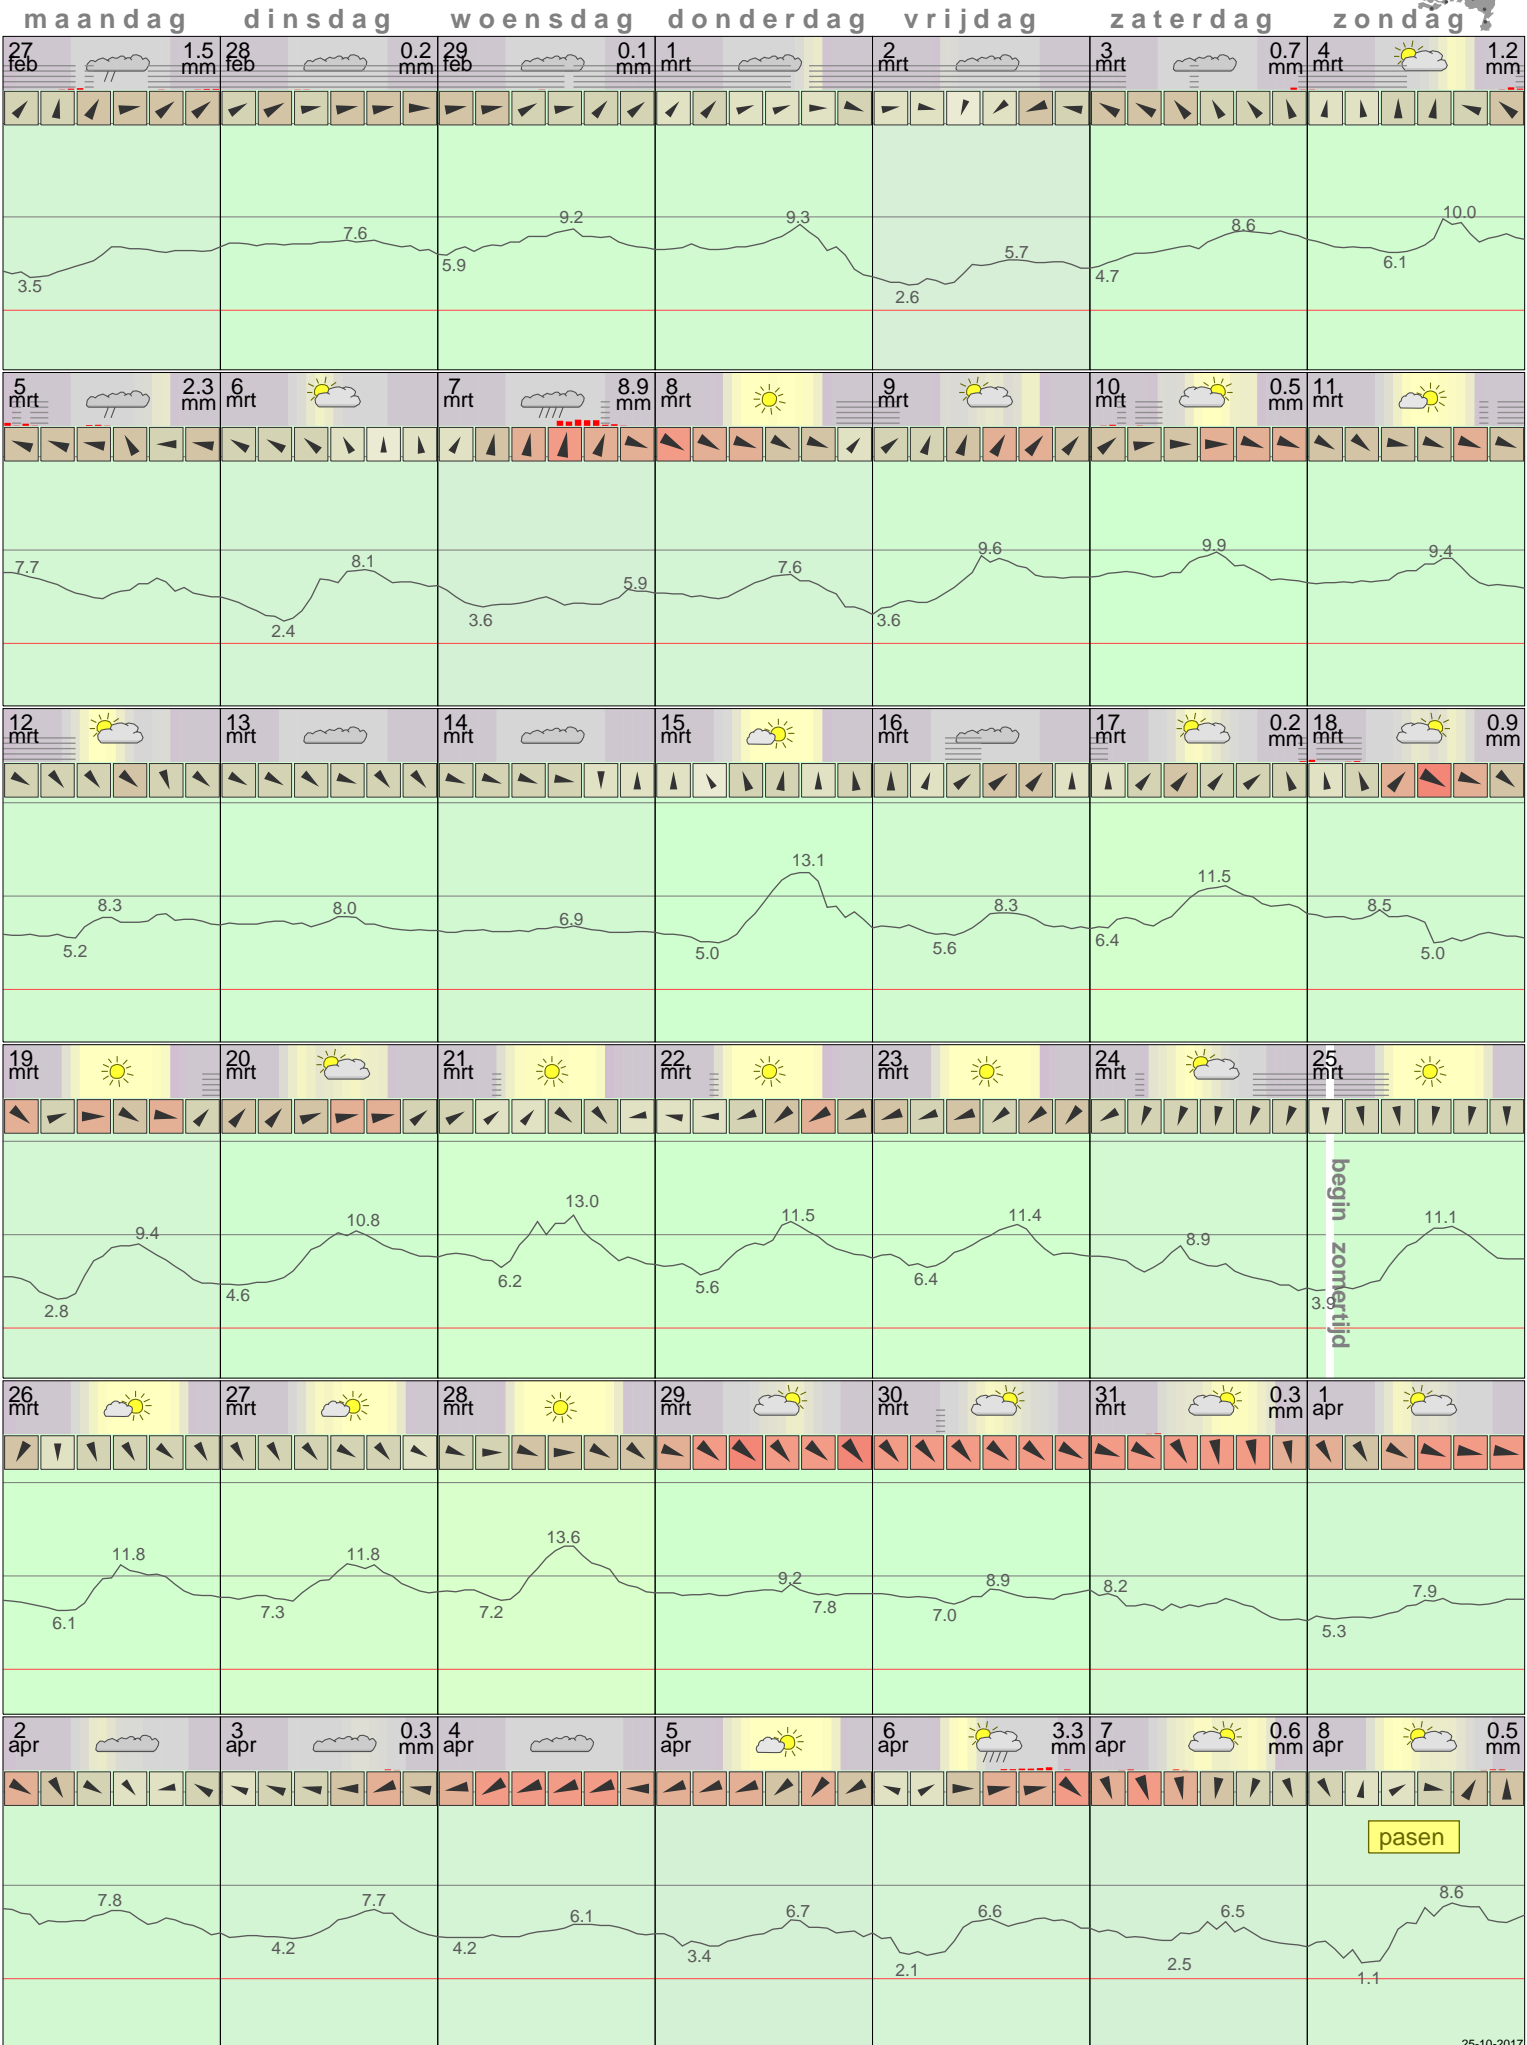 maandag dinsdag woensdag donderdag vrijdag zaterdag zondag
27 feb 1.5 mm 28 feb 0.2 mm 29 feb 0.1 mm 1 mrt 2 mrt 3 mrt 0.7 mm 4 mrt 1.2 mm
3.5 7.6 5.9 9.2 9.3 2.6 5.7 4.7 8.6 6.1 10.0
5 mrt 2.3 mm 6 mrt 7 mrt 8.9 mm 8 mrt 9 mrt 10 mrt 0.5 mm 11 mrt
7.7 2.4 8.1 3.6 5.9 7.6 3.6 9.6 9.9 9.4
12 mrt 13 mrt 14 mrt 15 mrt 16 mrt 17 mrt 0.2 mm 18 mrt 0.9 mm
5.2 8.3 8.0 6.9 5.0 13.1 5.6 8.3 6.4 11.5 8.5 5.0
19 mrt 20 mrt 21 mrt 22 mrt 23 mrt 24 mrt 25 mrt
2.8 9.4 4.6 10.8 6.2 13.0 5.6 11.5 6.4 11.4 8.9 3.9 11.1
begin zomertijd
26 mrt 27 mrt 28 mrt 29 mrt 30 mrt 31 mrt 0.3 mm 1 apr
6.1 11.8 7.3 11.8 7.2 13.6 9.2 7.8 7.0 8.9 8.2 5.3 7.9
2 apr 3 apr 0.3 mm 4 apr 5 apr 6 apr 3.3 mm 7 apr 0.6 mm 8 apr 0.5 mm
pasen
7.8 4.2 7.7 4.2 6.1 3.4 6.7 2.1 6.6 2.5 6.5 1.1 8.6
25-10-2017